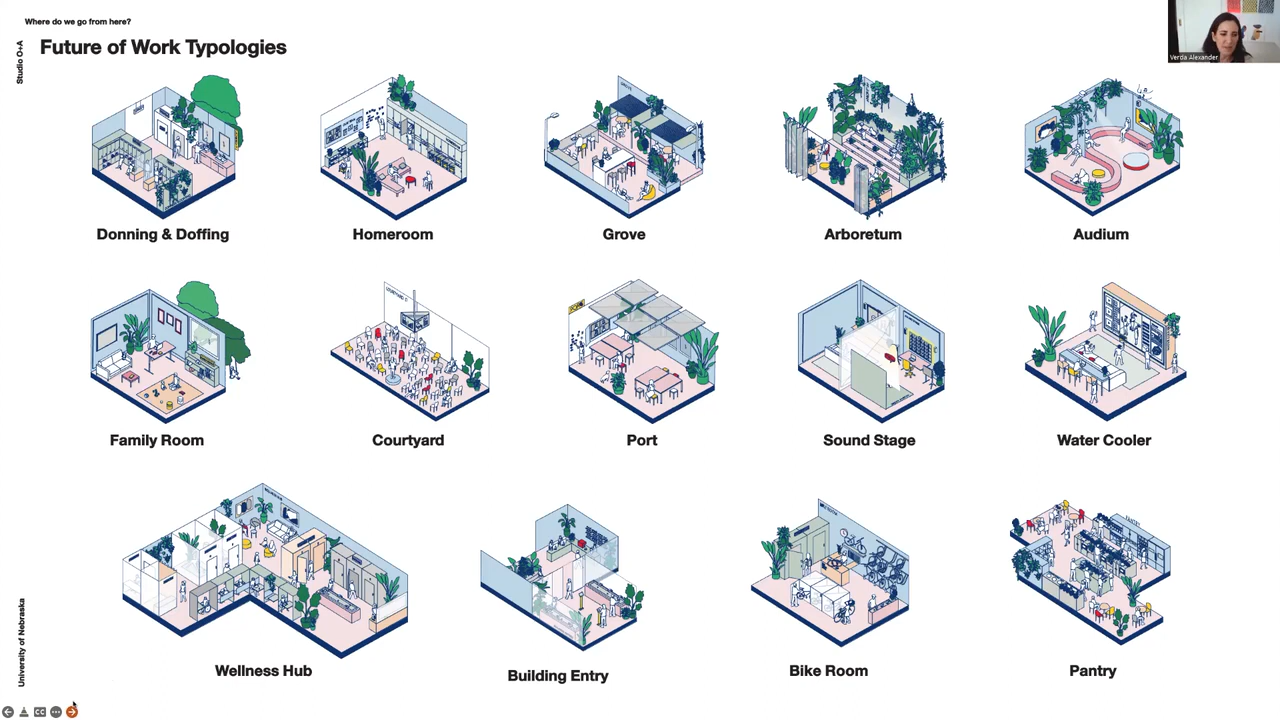 Where do we go from here?
Studio O+A
Future of Work Typologies
Verda Alexander
Donning & Doffing
Homeroom
Grove
Arboretum
Audium
Family Room
Courtyard
Port
Sound Stage
Water Cooler
Wellness Hub
Building Entry
Bike Room
Pantry
University of Nebraska
CC